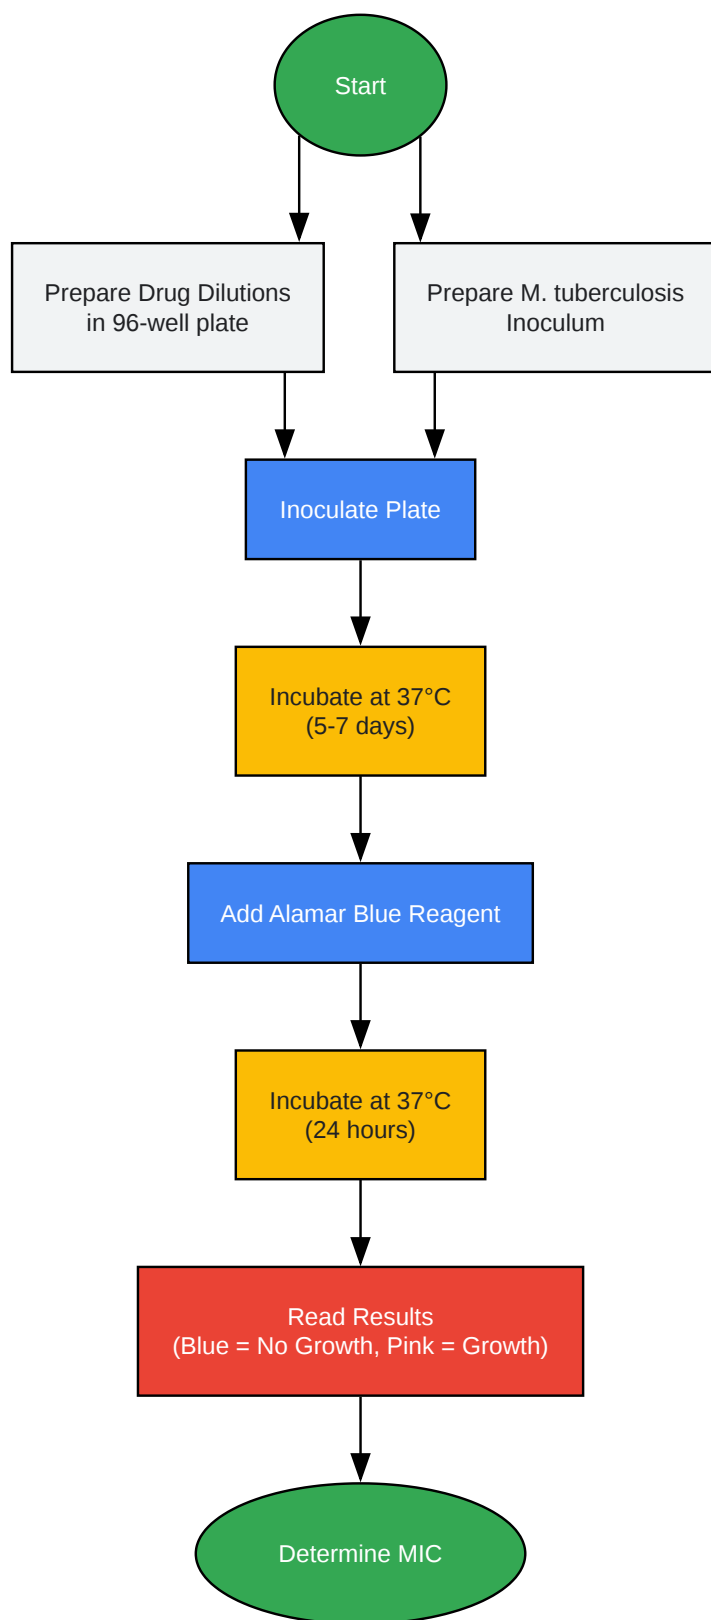 Start
Prepare Drug Dilutions
in 96-well plate
Prepare M. tuberculosis
Inoculum
Inoculate Plate
Incubate at 37°C
(5-7 days)
Add Alamar Blue Reagent
Incubate at 37°C
(24 hours)
Read Results
(Blue = No Growth, Pink = Growth)
Determine MIC